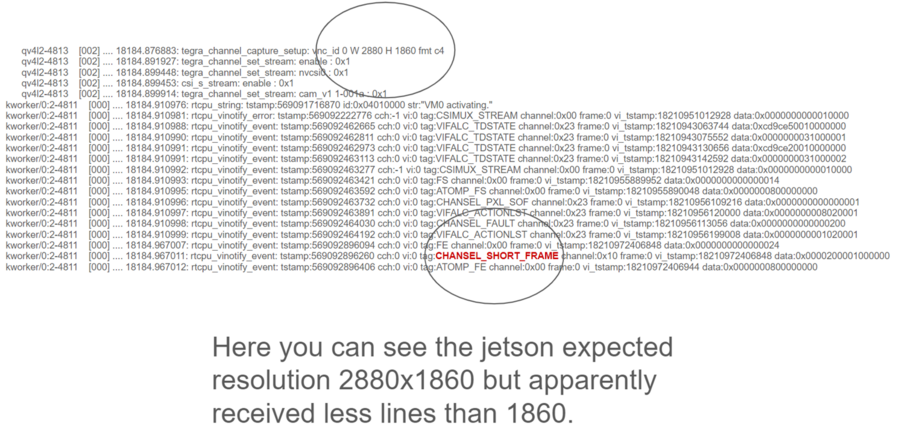 qv4l2-4813 [002] .... 18184.876883: tegra_channel_capture_setup: vnc_id 0 W 2880 H 1860 fmt c4
qv4l2-4813 [002] .... 18184.891927: tegra_channel_set_stream: enable : 0x1
qv4l2-4813 [002] .... 18184.899448: tegra_channel_set_stream: nvcsi0 : 0x1
qv4l2-4813 [002] .... 18184.899453: csi_s_stream: enable : 0x1
qv4l2-4813 [002] .... 18184.899914: tegra_channel_set_stream: cam_v1 1-001a : 0x1
kworker/0:2-4811 [000] .... 18184.910976: rtcpu_string: tstamp:569091716870 id:0x04010000 str:"VM0 activating."
kworker/0:2-4811 [000] .... 18184.910981: rtcpu_vinotify_error: tstamp:569092222776 cch:-1 vi:0 tag:CSIMUX_STREAM channel:0x00 frame:0 vi_tstamp:18210951012928 data:0x0000000000010000
kworker/0:2-4811 [000] .... 18184.910988: rtcpu_vinotify_event: tstamp:569092462665 cch:0 vi:0 tag:VIFALC_TDSTATE channel:0x23 frame:0 vi_tstamp:18210943063744 data:0xcd9ce50010000000
kworker/0:2-4811 [000] .... 18184.910990: rtcpu_vinotify_event: tstamp:569092462811 cch:0 vi:0 tag:VIFALC_TDSTATE channel:0x23 frame:0 vi_tstamp:18210943075552 data:0x0000000031000001
kworker/0:2-4811 [000] .... 18184.910991: rtcpu_vinotify_event: tstamp:569092462973 cch:0 vi:0 tag:VIFALC_TDSTATE channel:0x23 frame:0 vi_tstamp:18210943130656 data:0xcd9ce20010000000
kworker/0:2-4811 [000] .... 18184.910991: rtcpu_vinotify_event: tstamp:569092463113 cch:0 vi:0 tag:VIFALC_TDSTATE channel:0x23 frame:0 vi_tstamp:18210943142592 data:0x0000000031000002
kworker/0:2-4811 [000] .... 18184.910992: rtcpu_vinotify_event: tstamp:569092463277 cch:-1 vi:0 tag:CSIMUX_STREAM channel:0x00 frame:0 vi_tstamp:18210951012928 data:0x0000000000010000
kworker/0:2-4811 [000] .... 18184.910993: rtcpu_vinotify_event: tstamp:569092463421 cch:0 vi:0 tag:FS channel:0x00 frame:0 vi_tstamp:18210955889952 data:0x0000000000000014
kworker/0:2-4811 [000] .... 18184.910995: rtcpu_vinotify_event: tstamp:569092463592 cch:0 vi:0 tag:ATOMP_FS channel:0x00 frame:0 vi_tstamp:18210955890048 data:0x0000000800000000
kworker/0:2-4811 [000] .... 18184.910996: rtcpu_vinotify_event: tstamp:569092463732 cch:0 vi:0 tag:CHANSEL_PXL_SOF channel:0x23 frame:0 vi_tstamp:18210956109216 data:0x0000000000000001
kworker/0:2-4811 [000] .... 18184.910997: rtcpu_vinotify_event: tstamp:569092463891 cch:0 vi:0 tag:VIFALC_ACTIONLST channel:0x23 frame:0 vi_tstamp:18210956120000 data:0x0000000008020001
kworker/0:2-4811 [000] .... 18184.910998: rtcpu_vinotify_event: tstamp:569092464030 cch:0 vi:0 tag:CHANSEL_FAULT channel:0x23 frame:0 vi_tstamp:18210956113056 data:0x0000000000000200
kworker/0:2-4811 [000] .... 18184.910999: rtcpu_vinotify_event: tstamp:569092464192 cch:0 vi:0 tag:VIFALC_ACTIONLST channel:0x23 frame:0 vi_tstamp:18210956199008 data:0x0000000001020001
kworker/0:2-4811 [000] .... 18184.967007: rtcpu_vinotify_event: tstamp:569092896094 cch:0 vi:0 tag:FE channel:0x00 frame:0 vi_tstamp:18210972406848 data:0x0000000000000024
kworker/0:2-4811 [000] .... 18184.967011: rtcpu_vinotify_event: tstamp:569092896260 cch:0 vi:0 tag:CHANSEL_SHORT_FRAME channel:0x10 frame:0 vi_tstamp:18210972406848 data:0x0000200001000000
kworker/0:2-4811 [000] .... 18184.967012: rtcpu_vinotify_event: tstamp:569092896406 cch:0 vi:0 tag:ATOMP_FE channel:0x00 frame:0 vi_tstamp:18210972406944 data:0x0000000800000000
Here you can see the jetson expected
resolution 2880x1860 but apparently
received less lines than 1860.